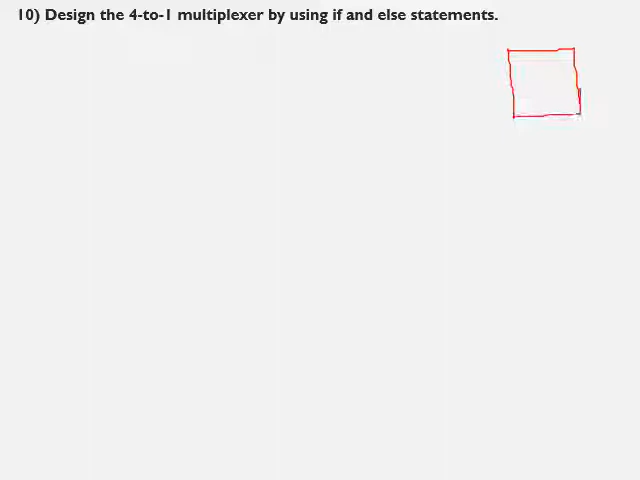 10) Design the 4-to-1 multiplexer by using if and else statements.